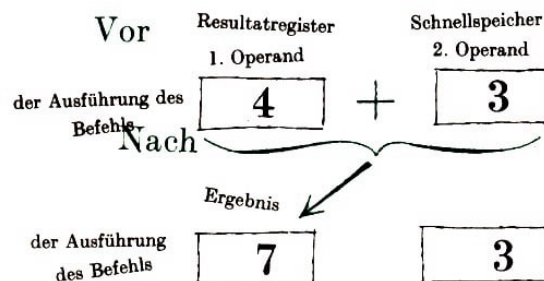 Vor Resultatregister Schnellspeicher
1. Operand 2. Operand
der Ausführung des 4 + 3
Befehls
Nach
Ergebnis
der Ausführung 7 3
des Befehls